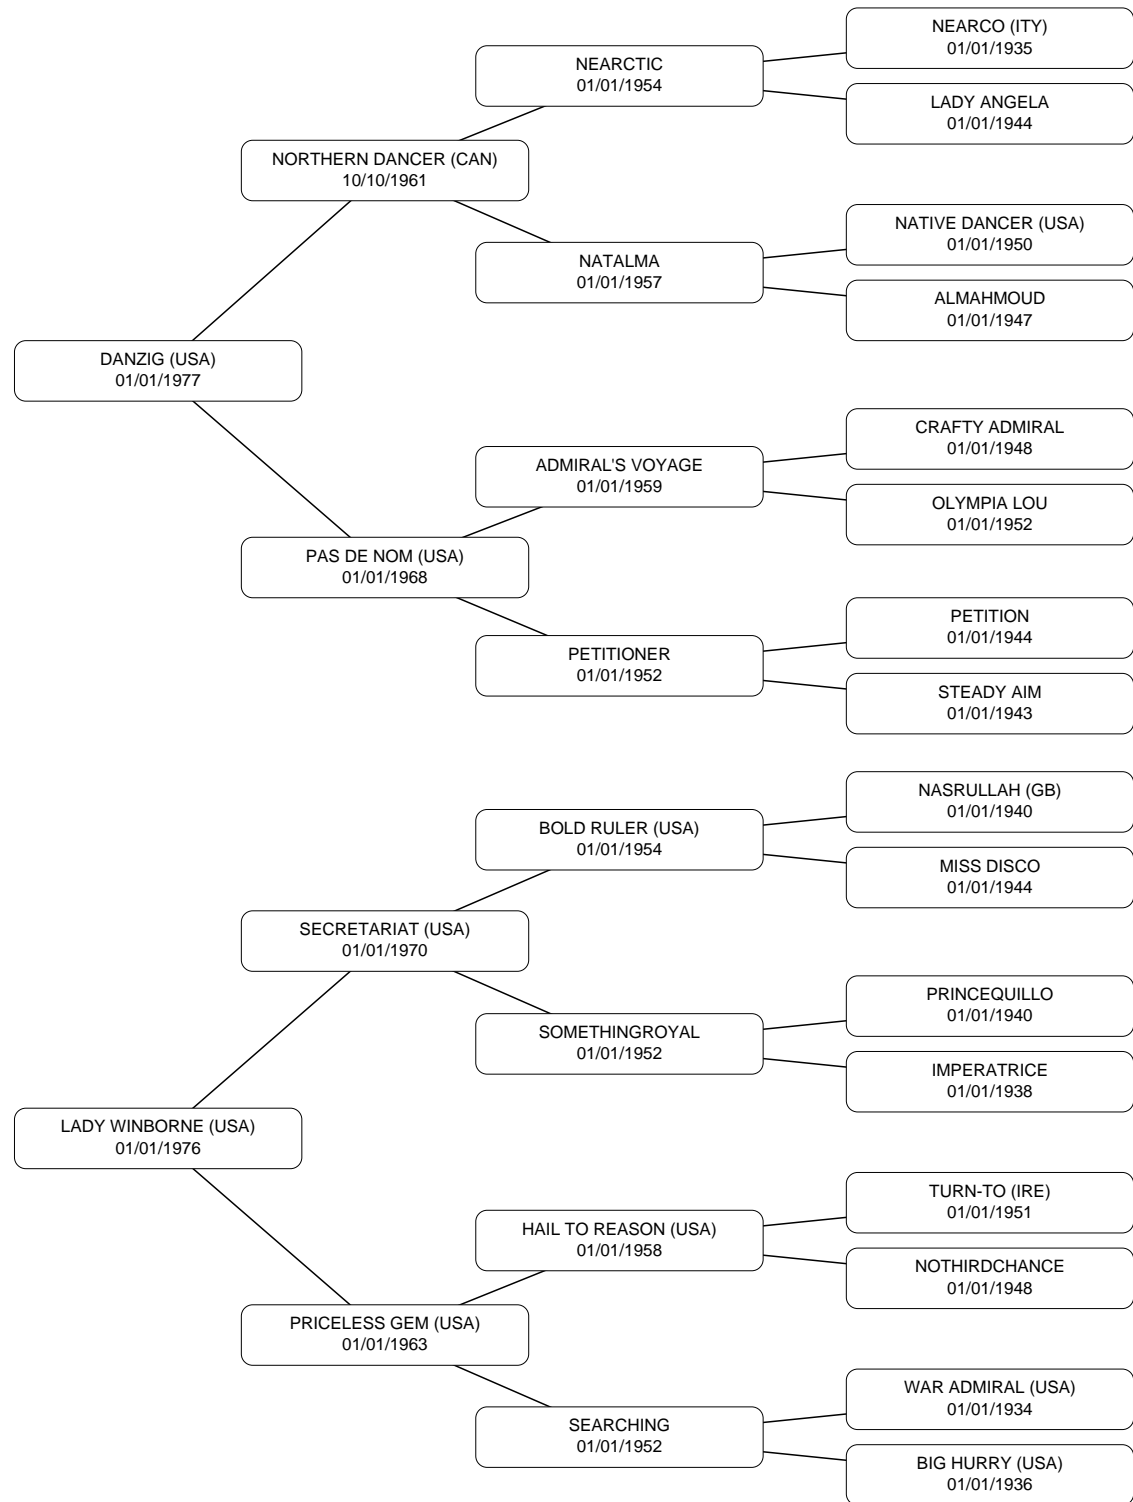 NEARCO (ITY)
01/01/1935
NEARCTIC
01/01/1954
LADY ANGELA
01/01/1944
NORTHERN DANCER (CAN)
10/10/1961
NATIVE DANCER (USA)
01/01/1950
NATALMA
01/01/1957
ALMAHMOUD
01/01/1947
DANZIG (USA)
01/01/1977
CRAFTY ADMIRAL
01/01/1948
ADMIRAL'S VOYAGE
01/01/1959
OLYMPIA LOU
01/01/1952
PAS DE NOM (USA)
01/01/1968
PETITION
01/01/1944
PETITIONER
01/01/1952
STEADY AIM
01/01/1943
NASRULLAH (GB)
01/01/1940
BOLD RULER (USA)
01/01/1954
MISS DISCO
01/01/1944
SECRETARIAT (USA)
01/01/1970
PRINCEQUILLO
01/01/1940
SOMETHINGROYAL
01/01/1952
IMPERATRICE
01/01/1938
LADY WINBORNE (USA)
01/01/1976
TURN-TO (IRE)
01/01/1951
HAIL TO REASON (USA)
01/01/1958
NOTHIRDCHANCE
01/01/1948
PRICELESS GEM (USA)
01/01/1963
WAR ADMIRAL (USA)
01/01/1934
SEARCHING
01/01/1952
BIG HURRY (USA)
01/01/1936